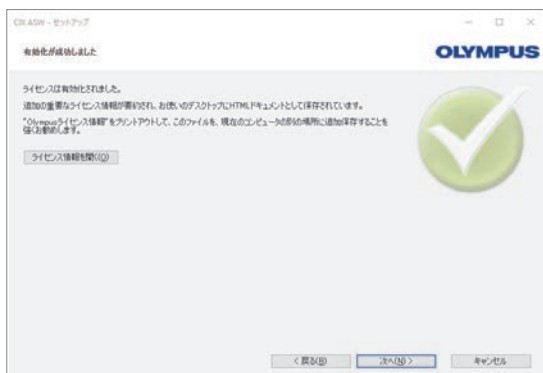 CIX ASW - セットアップ
有効化が成功しました
OLYMPUS
ライセンスは有効化されました。
追加の重要なライセンス情報が要約され、お使いのデスクトップにHTMLドキュメントとして保存されています。
"Olympusライセンス情報"をプリントアウトして、このファイルを、現在のコンピュータの別の場所に追加保存することを
強くお勧めします。
ライセンス情報を開く(O)
< 戻る(B)
次へ(N) >
キャンセル